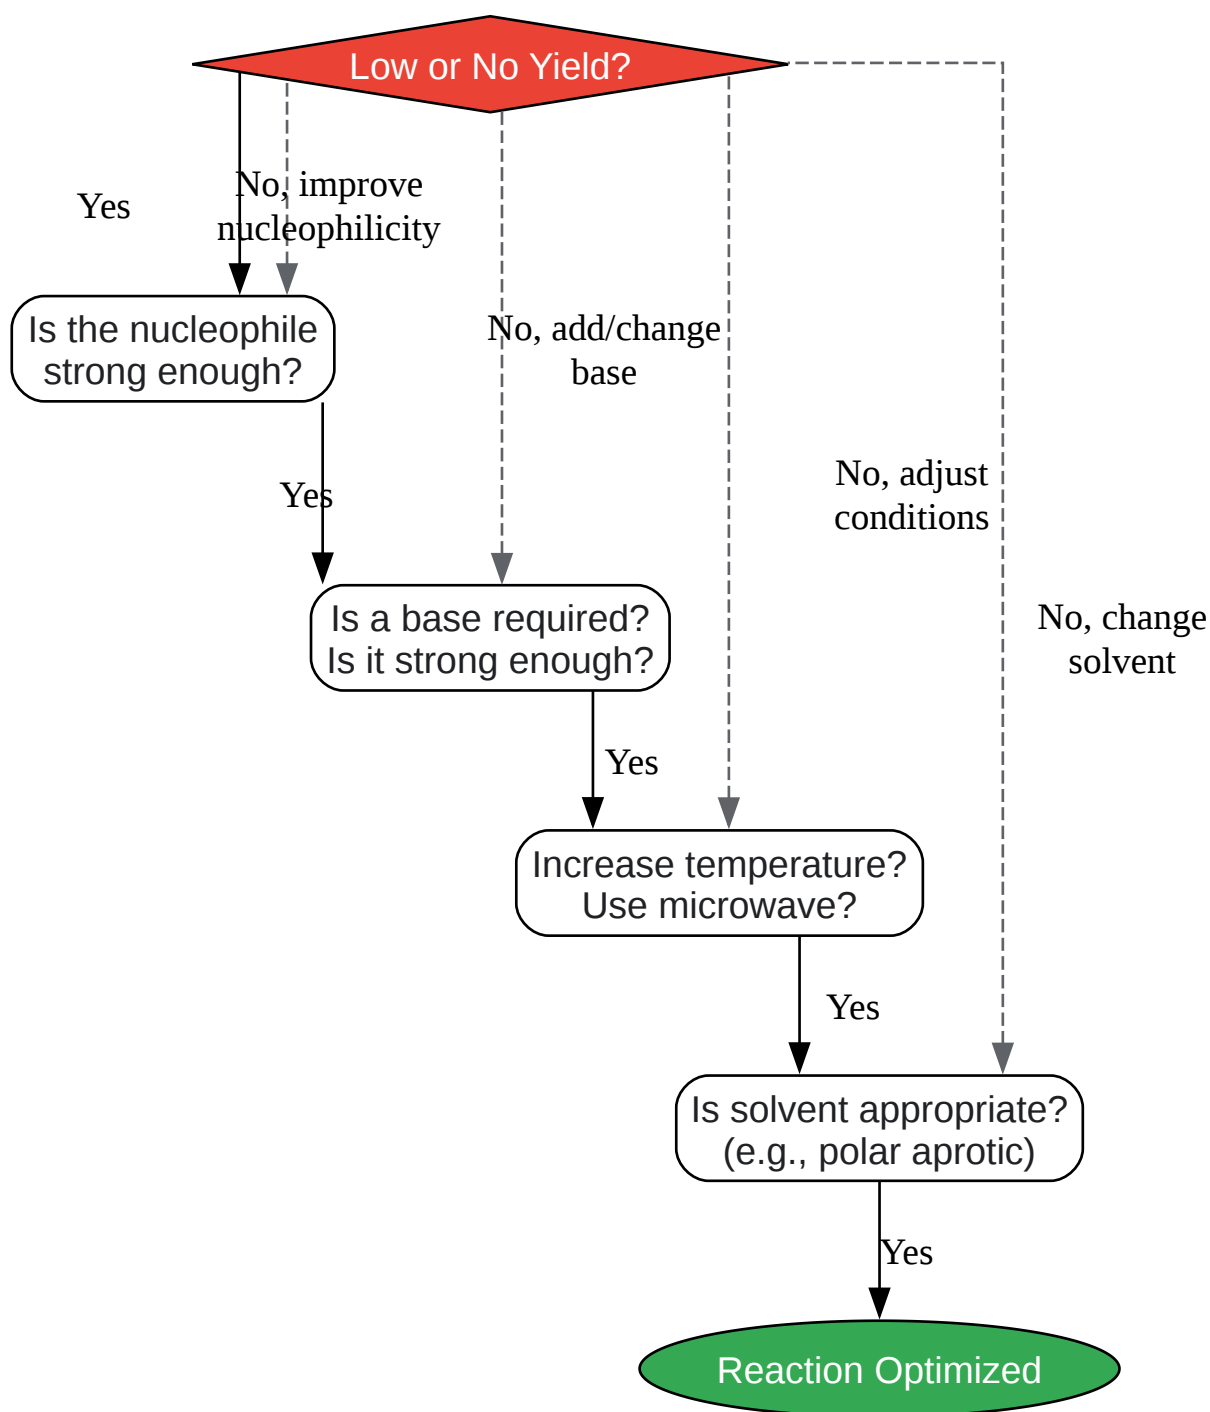 Low or No Yield?
Yes
No, improve
nucleophilicity
Is the nucleophile
strong enough?
No, add/change
base
No, adjust
conditions
Yes
No, change
solvent
Is a base required?
Is it strong enough?
Yes
Increase temperature?
Use microwave?
Yes
Is solvent appropriate?
(e.g., polar aprotic)
Yes
Reaction Optimized